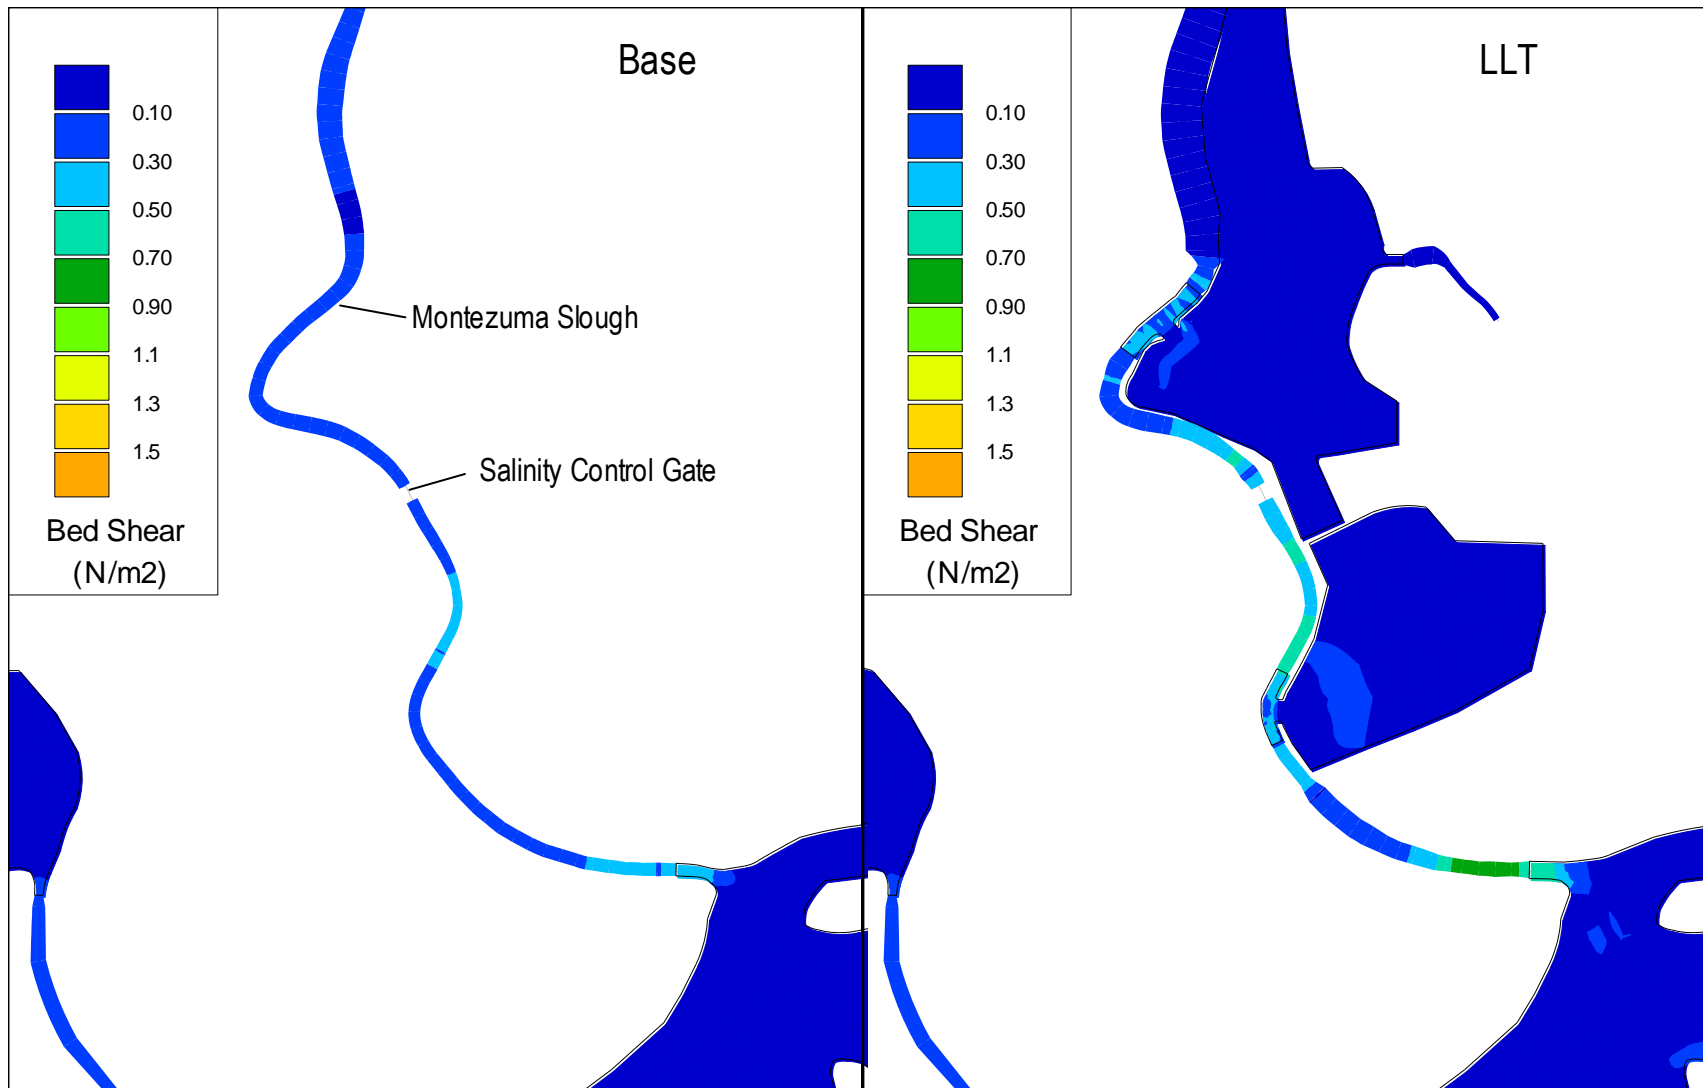 Base
0.10
0.30
0.50
0.70
0.90
1.1
1.3
1.5
Bed Shear
(N/m2)
Montezuma Slough
Salinity Control Gate
LLT
0.10
0.30
0.50
0.70
0.90
1.1
1.3
1.5
Bed Shear
(N/m2)